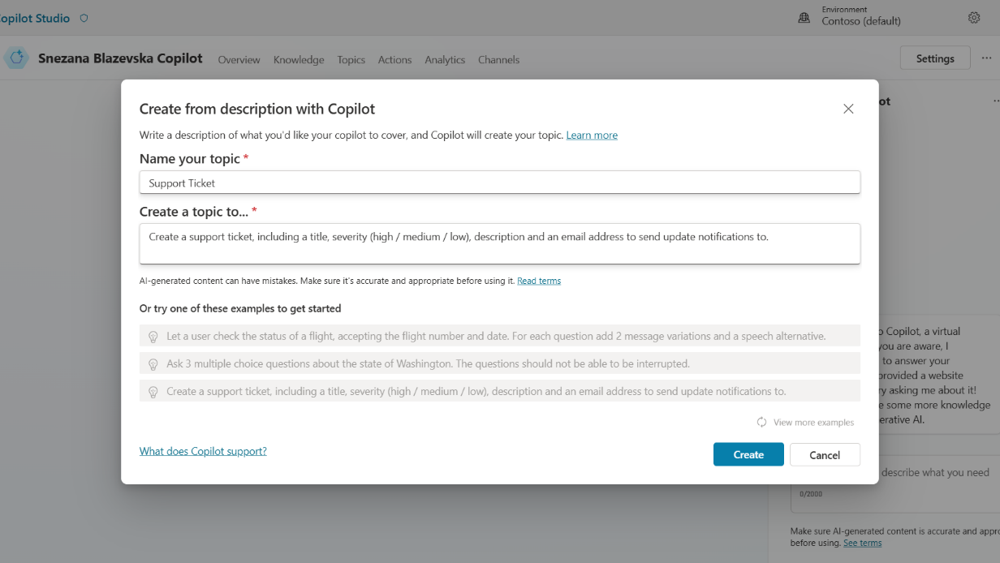 Copilot Studio
Environment
Contoso (default)
Snezana Blazevska Copilot
Overview
Knowledge
Topics
Actions
Analytics
Channels
Settings
Create from description with Copilot
Write a description of what you'd like your copilot to cover, and Copilot will create your topic. Learn more
Name your topic *
Support Ticket
Create a topic to... *
Create a support ticket, including a title, severity (high / medium / low), description and an email address to send update notifications to.
AI-generated content can have mistakes. Make sure it's accurate and appropriate before using it. Read terms
Or try one of these examples to get started
Let a user check the status of a flight, accepting the flight number and date. For each question add 2 message variations and a speech alternative.
Ask 3 multiple choice questions about the state of Washington. The questions should not be able to be interrupted.
Create a support ticket, including a title, severity (high / medium / low), description and an email address to send update notifications to.
View more examples
What does Copilot support?
Create
Cancel
ot
Copilot, a virtual
you are aware, I
to answer your
provided a website
ry asking me about it!
e some more knowledge
erative AI.
describe what you need
0/2000
Make sure AI-generated content is accurate and appro
before using. See terms